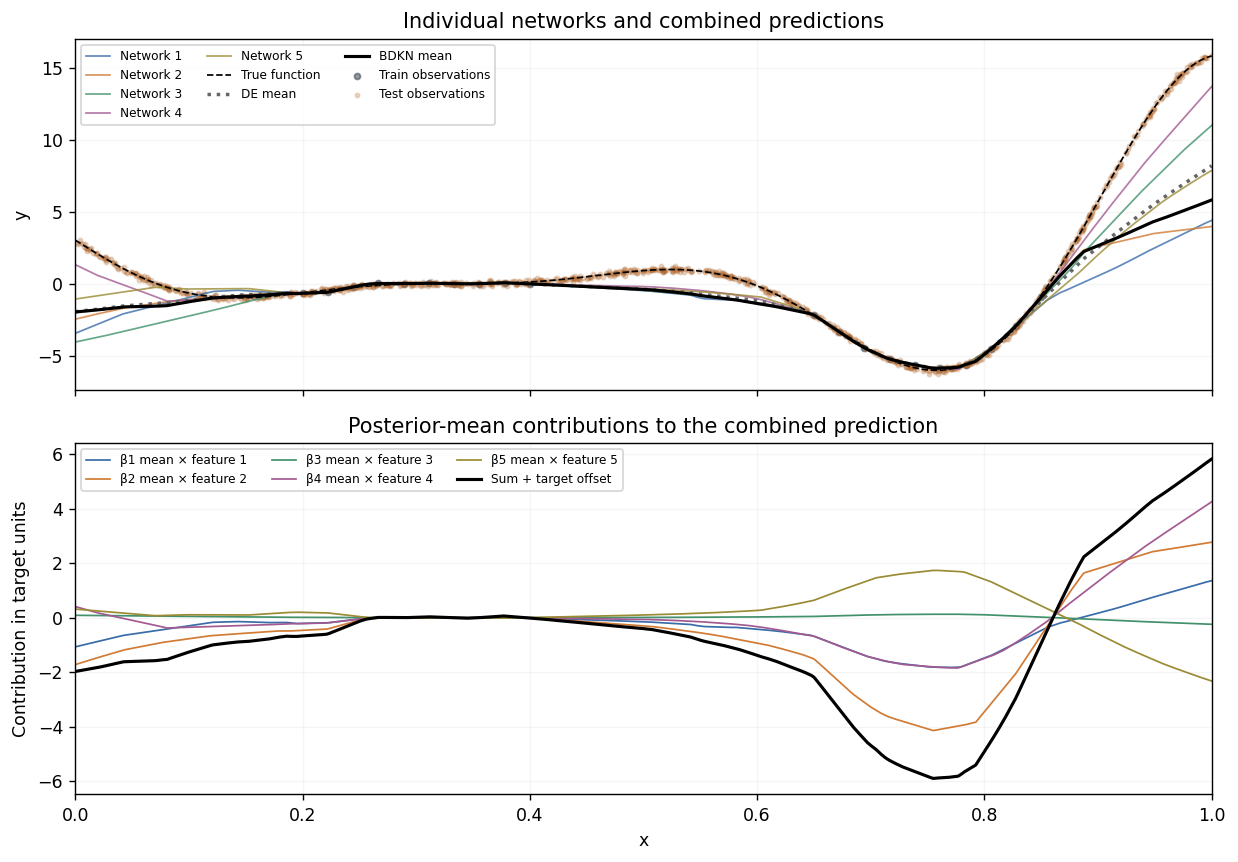 Individual networks and combined predictions
Network 1
Network 2
Network 3
Network 4
Network 5
True function
DE mean
BDKN mean
Train observations
Test observations
15
10
5
0
−5
y
Posterior-mean contributions to the combined prediction
β1 mean × feature 1
β2 mean × feature 2
β3 mean × feature 3
β4 mean × feature 4
β5 mean × feature 5
Sum + target offset
6
4
2
0
−2
−4
−6
Contribution in target units
0.0
0.2
0.4
0.6
0.8
1.0
x